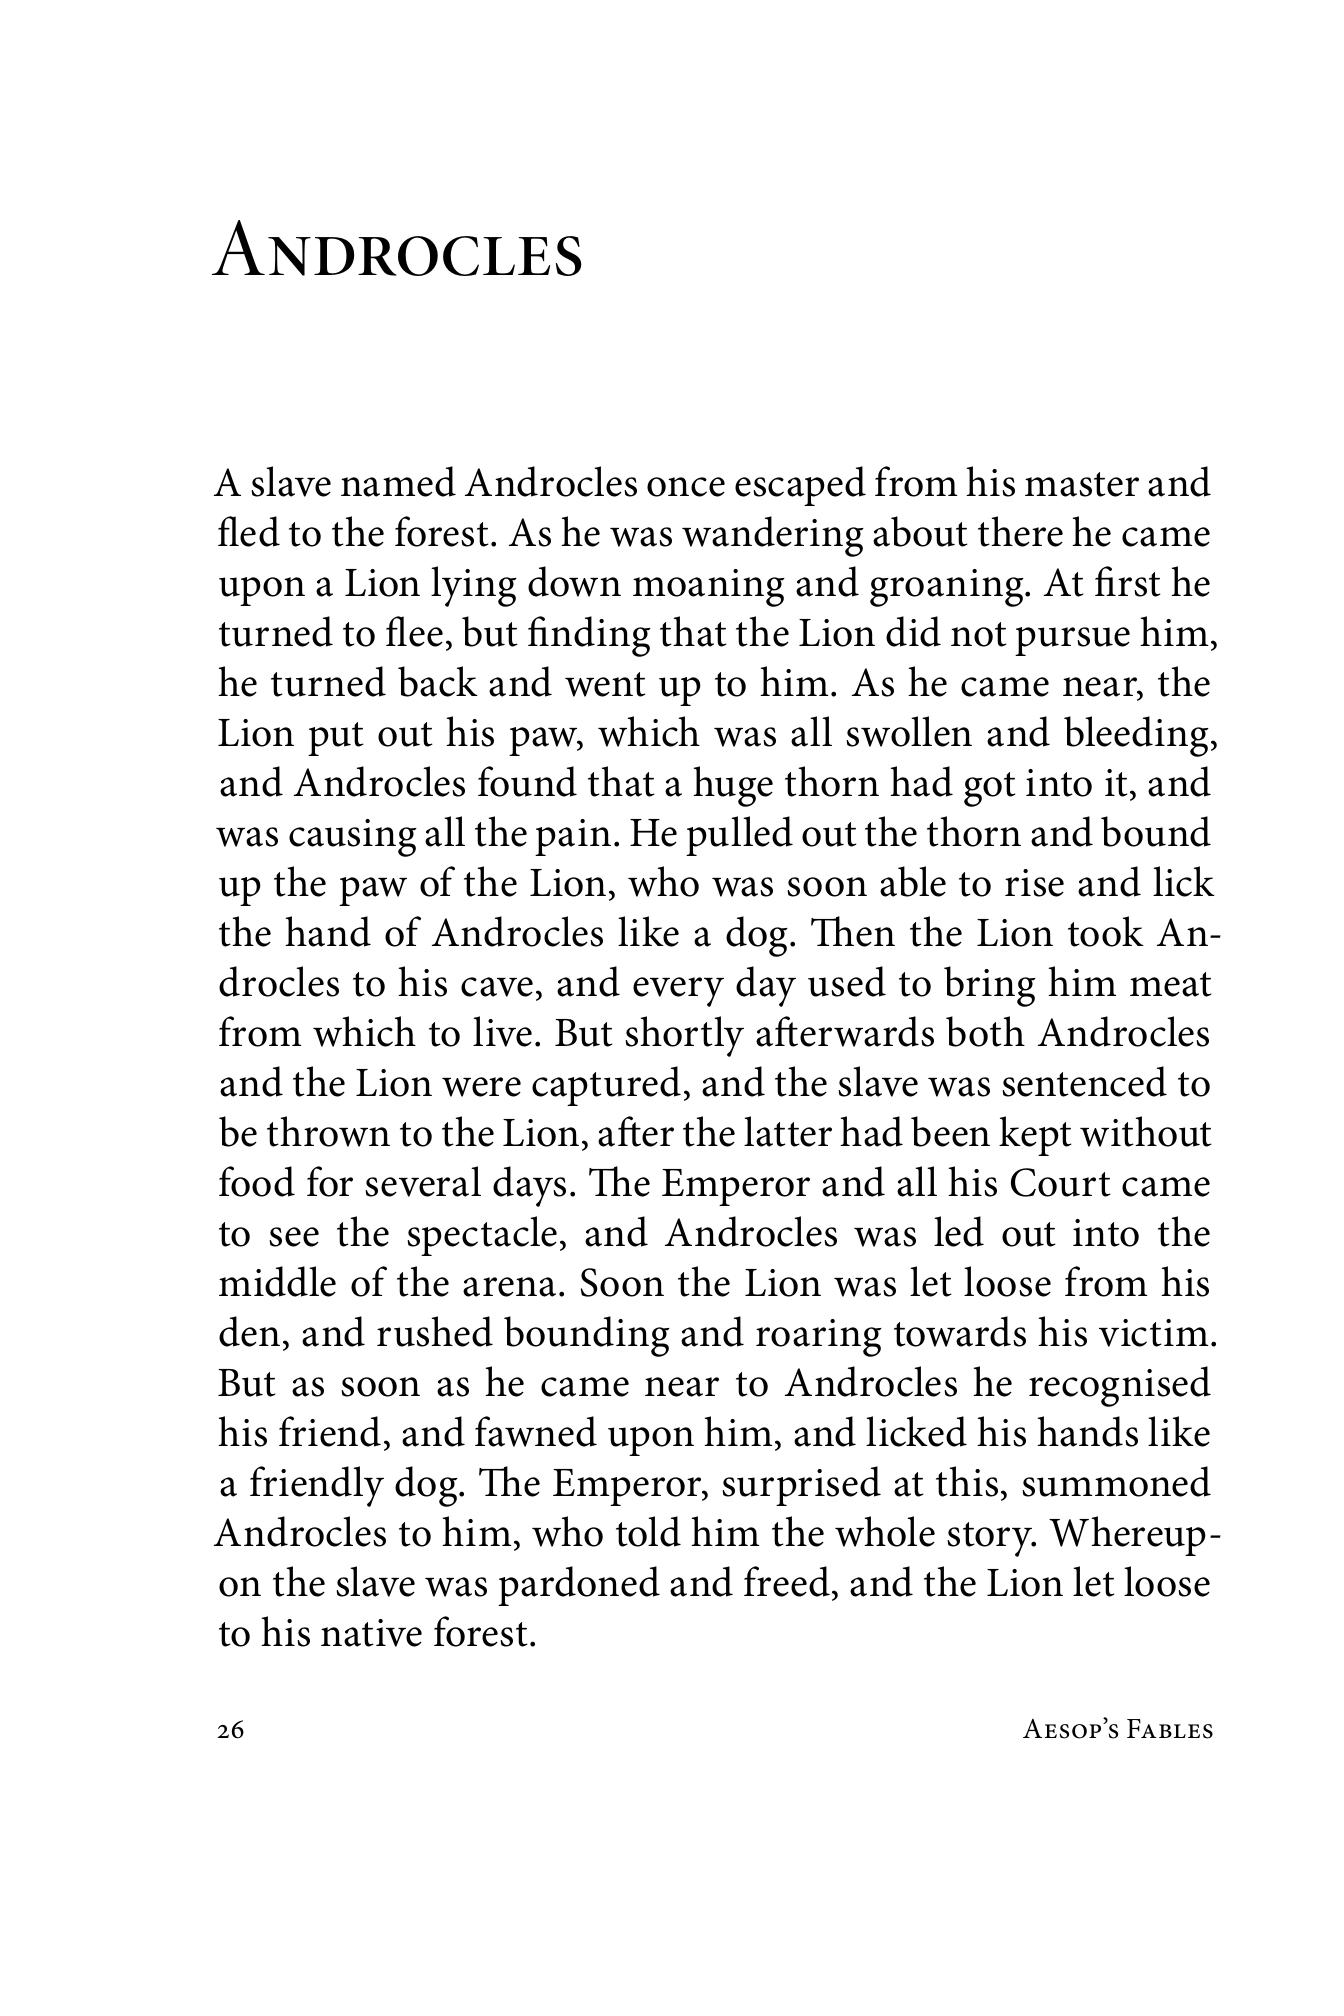 Androcles
A slave named Androcles once escaped from his master and
fled to the forest. As he was wandering about there he came
upon a Lion lying down moaning and groaning. At first he
turned to flee, but finding that the Lion did not pursue him,
he turned back and went up to him. As he came near, the
Lion put out his paw, which was all swollen and bleeding,
and Androcles found that a huge thorn had got into it, and
was causing all the pain. He pulled out the thorn and bound
up the paw of the Lion, who was soon able to rise and lick
the hand of Androcles like a dog. Then the Lion took An-
drocles to his cave, and every day used to bring him meat
from which to live. But shortly afterwards both Androcles
and the Lion were captured, and the slave was sentenced to
be thrown to the Lion, after the latter had been kept without
food for several days. The Emperor and all his Court came
to see the spectacle, and Androcles was led out into the
middle of the arena. Soon the Lion was let loose from his
den, and rushed bounding and roaring towards his victim.
But as soon as he came near to Androcles he recognised
his friend, and fawned upon him, and licked his hands like
a friendly dog. The Emperor, surprised at this, summoned
Androcles to him, who told him the whole story. Whereup-
on the slave was pardoned and freed, and the Lion let loose
to his native forest.
26 Aesop’s Fables